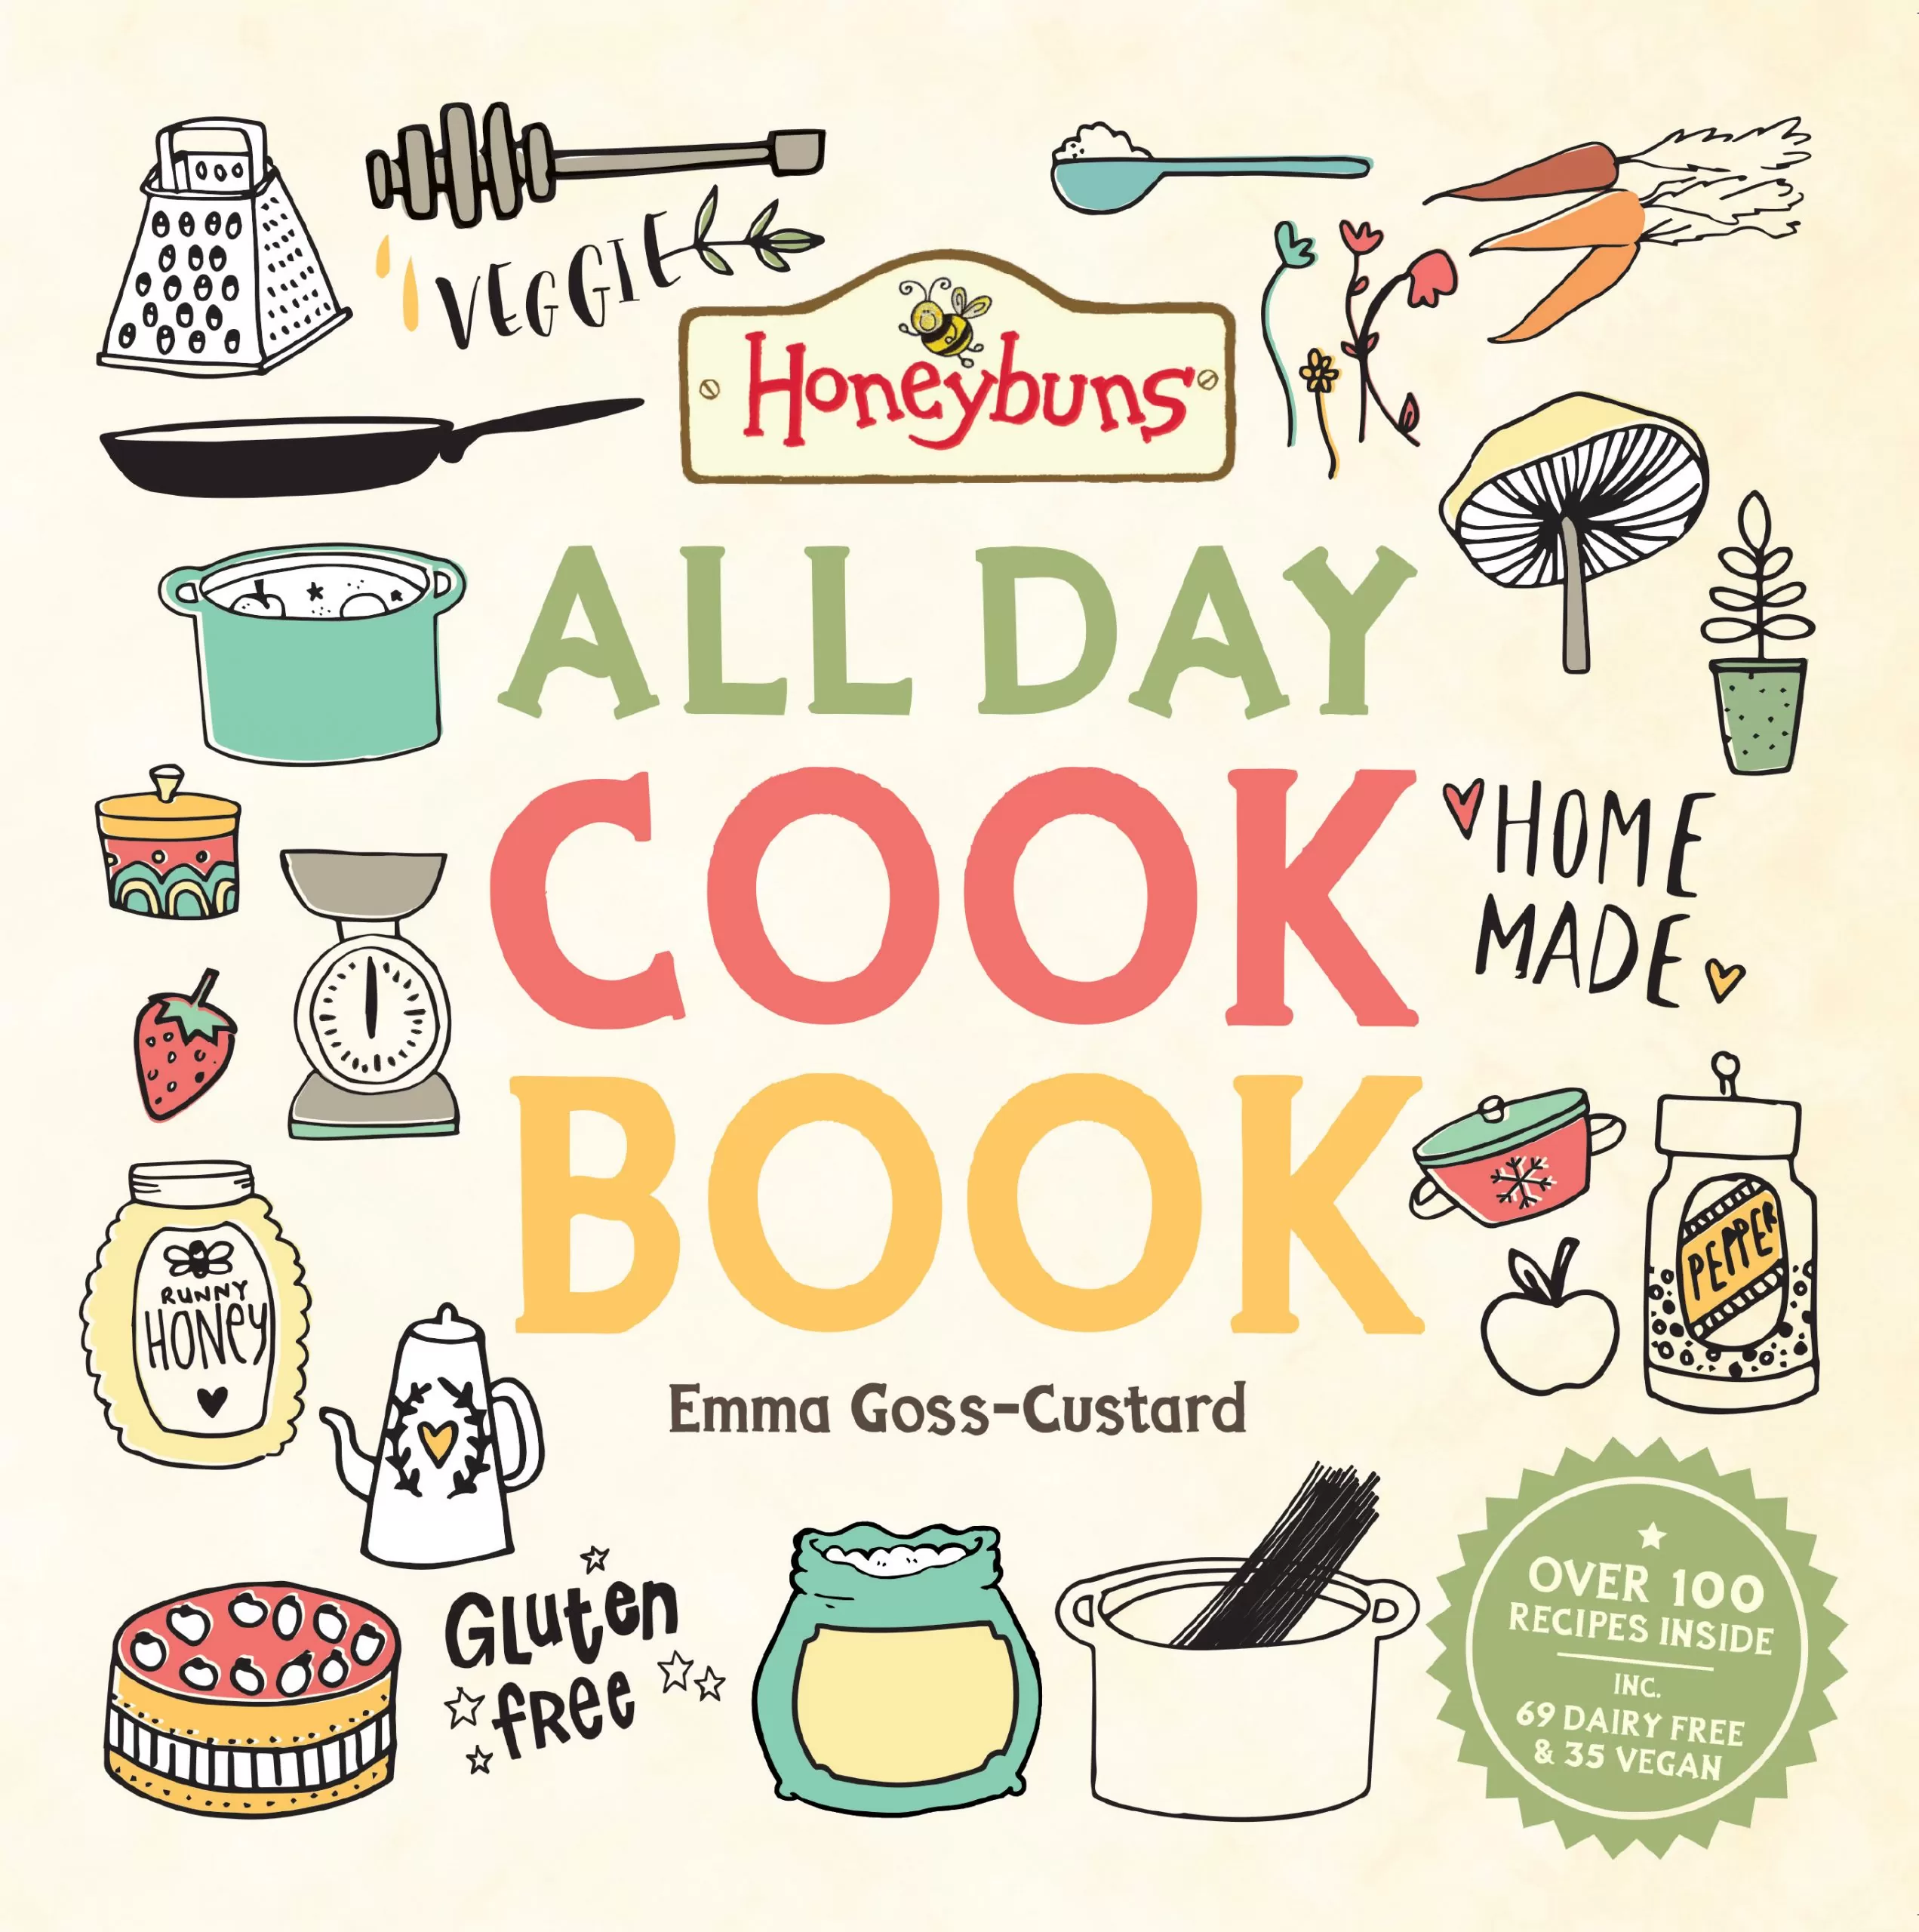 VEGGIE
Honeybuns
ALL DAY
COOK
BOOK
HOME
MADE
RUNNY
HONEY
PEPPER
Emma Goss-Custard
Gluten
free
OVER 100
RECIPES INSIDE
INC.
69 DAIRY FREE
& 35 VEGAN